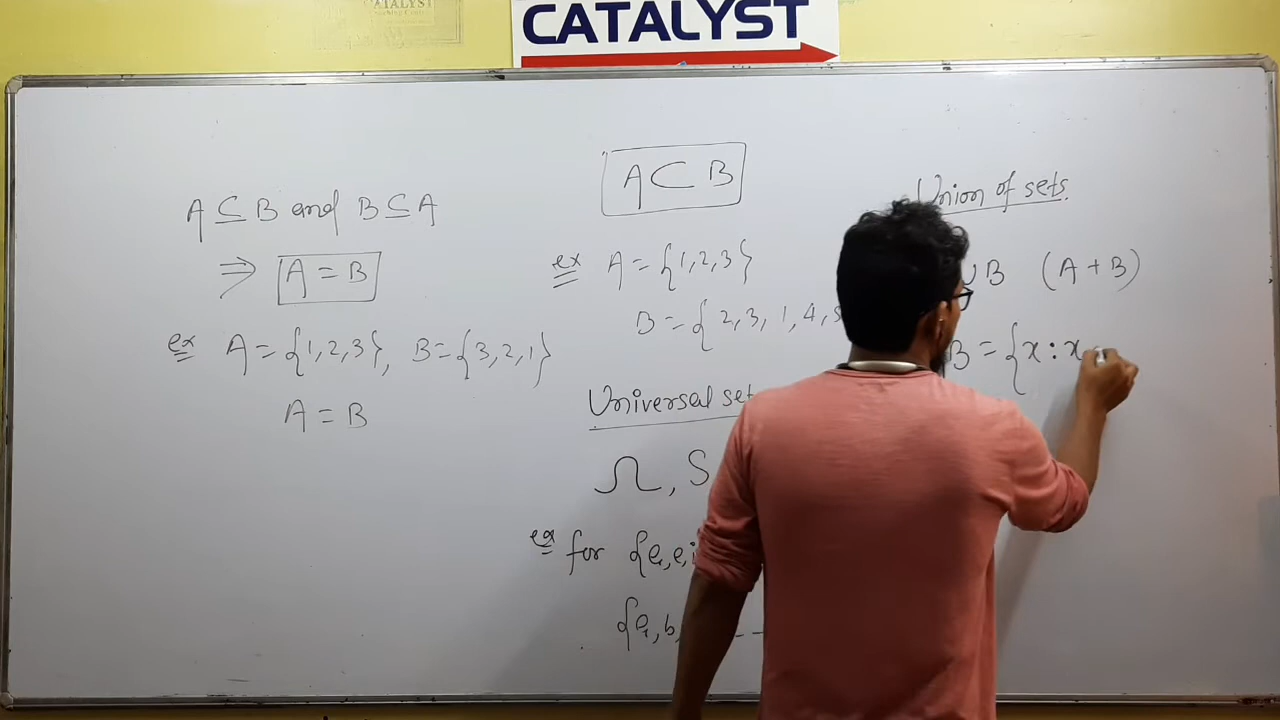 CATALYST
CATALYST
A ⊆ B and B ⊆ A
⇒ A = B
ex A = {1,2,3}, B = {3,2,1}
A = B
A ⊂ B
ex A = {1,2,3}
B = { 2, 3, 1, 4, 5
Universal set
Ω, S
ex for {a, e, i
{a, b,
Union of sets
∪ B (A + B)
B = {x : x